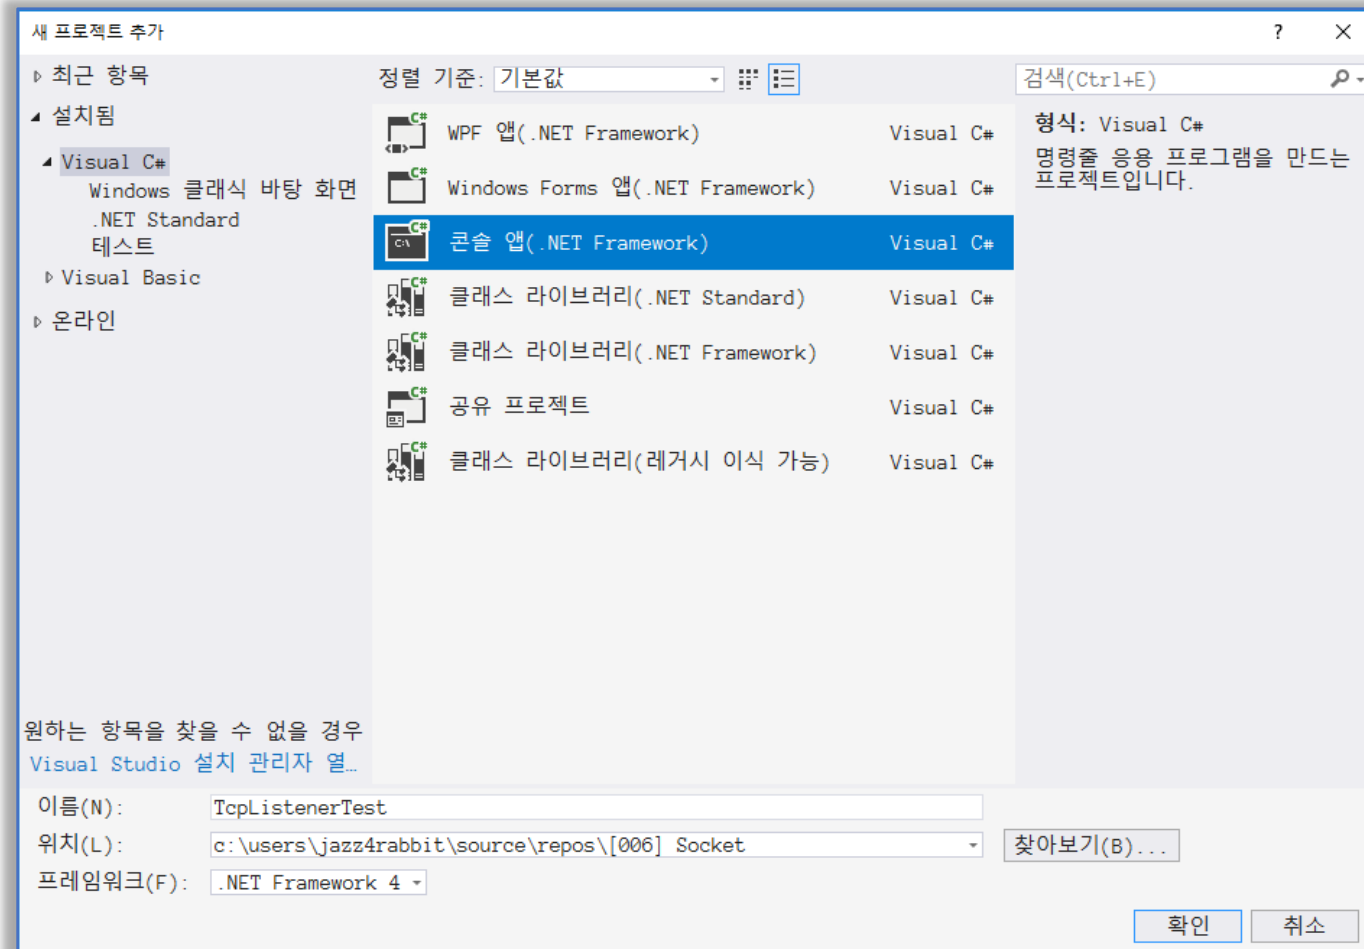 새 프로젝트 추가
? ×
▷ 최근 항목
◢ 설치됨
◢ Visual C#
Windows 클래식 바탕 화면
.NET Standard
테스트
▷ Visual Basic
▷ 온라인
원하는 항목을 찾을 수 없을 경우
Visual Studio 설치 관리자 열…
정렬 기준: 기본값
WPF 앱(.NET Framework) Visual C#
Windows Forms 앱(.NET Framework) Visual C#
콘솔 앱(.NET Framework) Visual C#
클래스 라이브러리(.NET Standard) Visual C#
클래스 라이브러리(.NET Framework) Visual C#
공유 프로젝트 Visual C#
클래스 라이브러리(레거시 이식 가능) Visual C#
검색(Ctrl+E)
형식: Visual C#
명령줄 응용 프로그램을 만드는
프로젝트입니다.
이름(N): TcpListenerTest
위치(L): c:\users\jazz4rabbit\source\repos\[006] Socket 찾아보기(B)...
프레임워크(F): .NET Framework 4
확인 취소